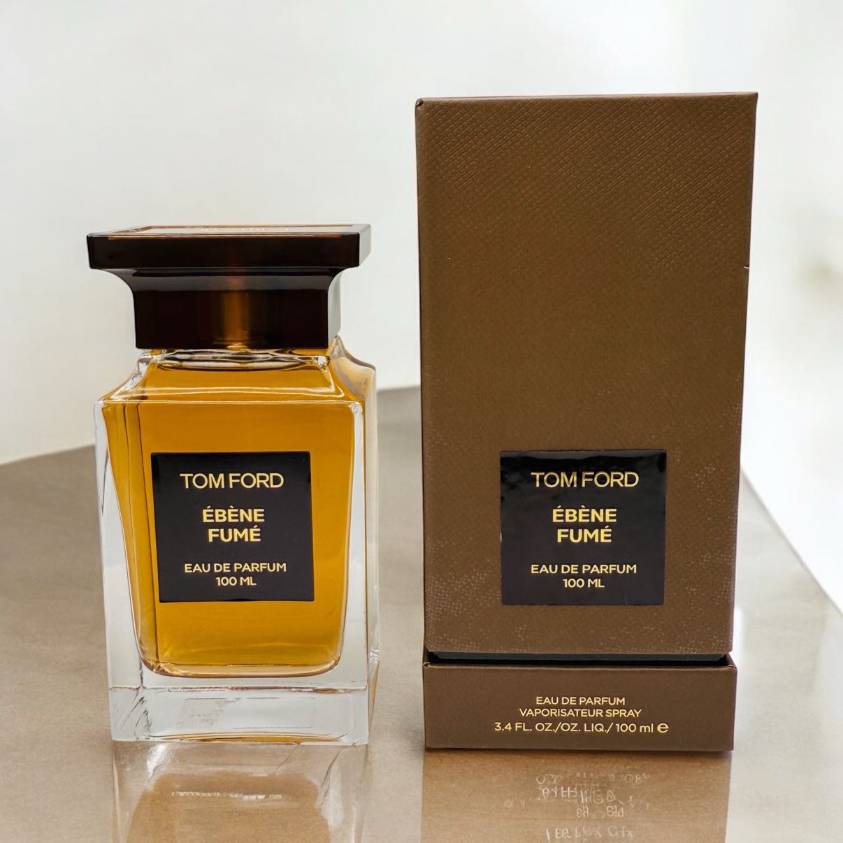 TOM FORD
ÉBÈNE
FUMÉ
EAU DE PARFUM
100 ML
TOM FORD
ÉBÈNE
FUMÉ
EAU DE PARFUM
100 ML
EAU DE PARFUM
VAPORISATEUR SPRAY
3.4 FL. OZ./OZ. LIQ./ 100 ml ℮